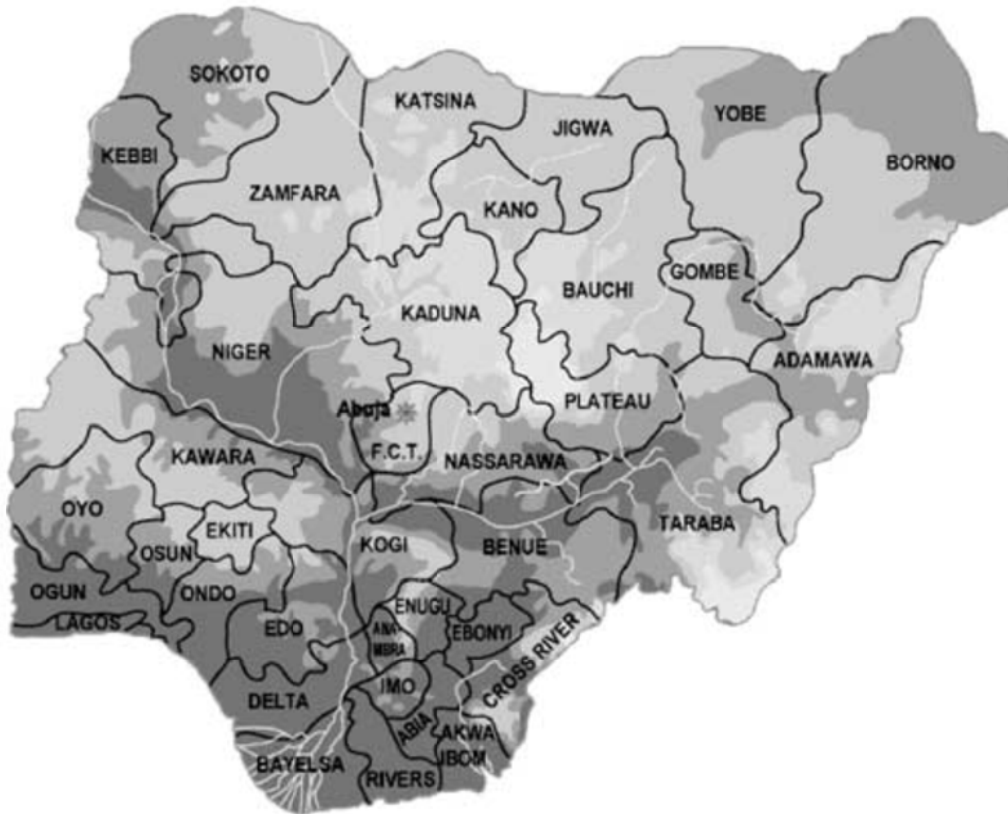 SOKOTO
KATSINA
JIGWA
YOBE
BORNO
KEBBI
ZAMFARA
KANO
KADUNA
BAUCHI
GOMBE
NIGER
ADAMAWA
Abuja
PLATEAU
F.C.T.
NASSARAWA
KAWARA
OYO
EKITI
OSUN
KOGI
BENUE
TARABA
OGUN
ONDO
LAGOS
EDO
ENUGU
ANA-
MBRA
EBONYI
CROSS RIVER
DELTA
IMO
ABIA
AKWA
IBOM
BAYELSA
RIVERS